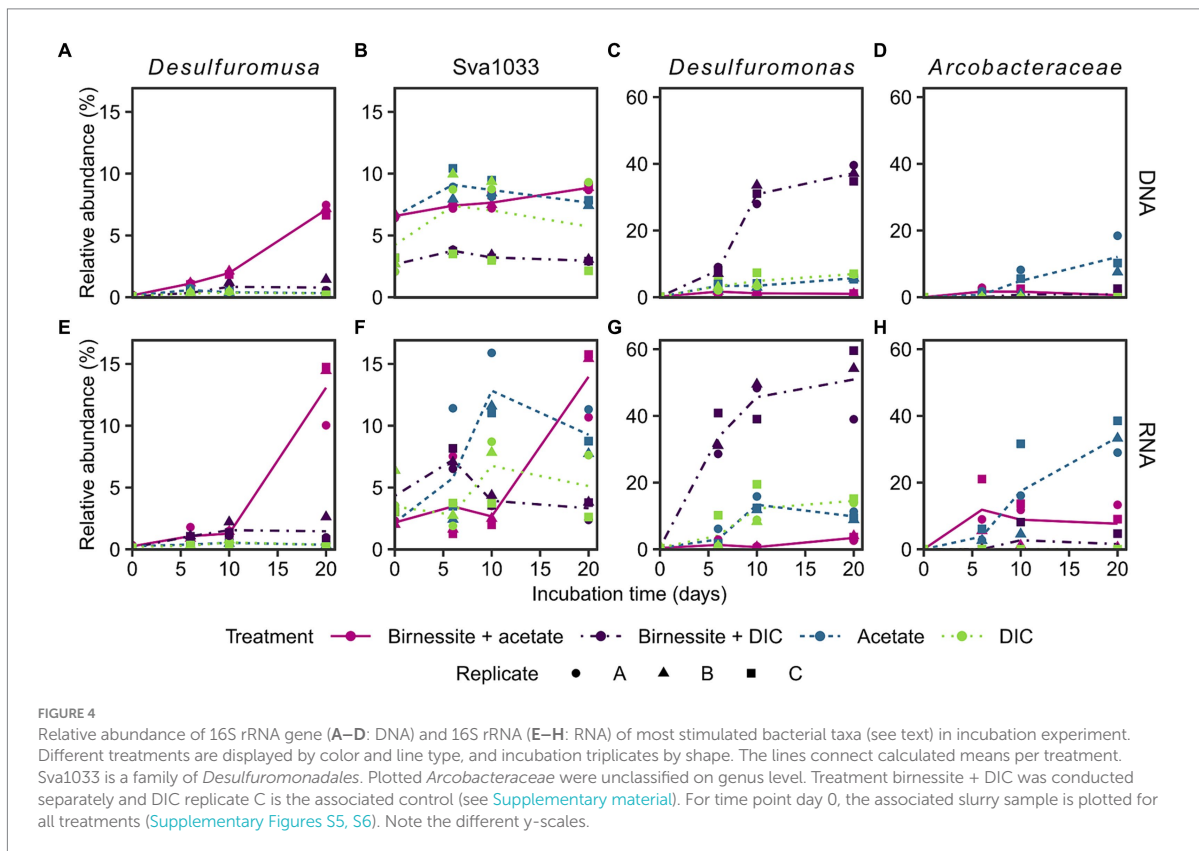 A B C D
Desulfuromusa Sva1033 Desulfuromonas Arcobacteraceae
Relative abundance (%)
15
10
5
0
15
10
5
0
60
40
20
0
60
40
20
0
DNA
E F G H
Relative abundance (%)
15
10
5
0
15
10
5
0
60
40
20
0
60
40
20
0
RNA
0 5 10 15 20 0 5 10 15 20 0 5 10 15 20 0 5 10 15 20
Incubation time (days)
Treatment Birnessite + acetate Birnessite + DIC Acetate DIC
Replicate A B C
FIGURE 4
Relative abundance of 16S rRNA gene (A–D: DNA) and 16S rRNA (E–H: RNA) of most stimulated bacterial taxa (see text) in incubation experiment.
Different treatments are displayed by color and line type, and incubation triplicates by shape. The lines connect calculated means per treatment.
Sva1033 is a family of Desulfuromonadales. Plotted Arcobacteraceae were unclassified on genus level. Treatment birnessite + DIC was conducted
separately and DIC replicate C is the associated control (see Supplementary material). For time point day 0, the associated slurry sample is plotted for
all treatments (Supplementary Figures S5, S6). Note the different y-scales.